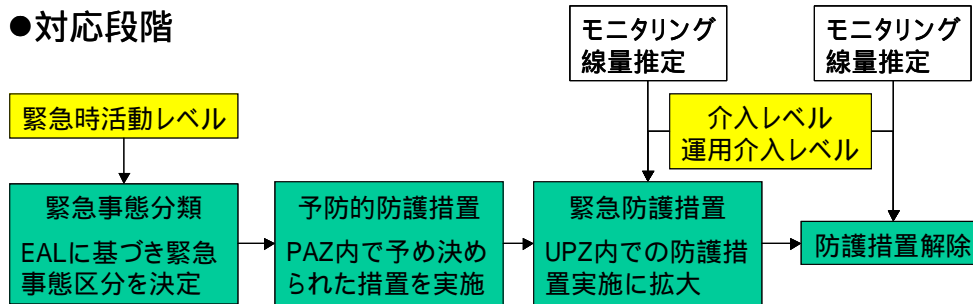 ●対応段階
モニタリング
線量推定
モニタリング
線量推定
緊急時活動レベル
介入レベル
運用介入レベル
緊急事態分類
EALに基づき緊急
事態区分を決定
予防的防護措置
PAZ内で予め決め
られた措置を実施
緊急防護措置
UPZ内での防護措
置実施に拡大
防護措置解除